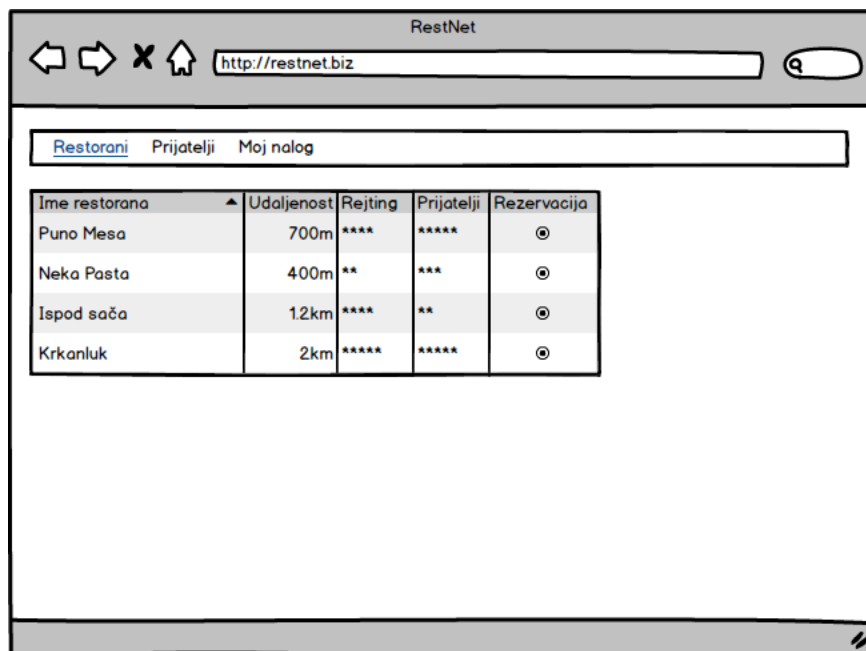 RestNet
http://restnet.biz
Restorani Prijatelji Moj nalog
Ime restorana Udaljenost Rejting Prijatelji Rezervacija
Puno Mesa 700m **** *****
Neka Pasta 400m ** ***
Ispod sača 1.2km **** **
Krkanluk 2km ***** *****